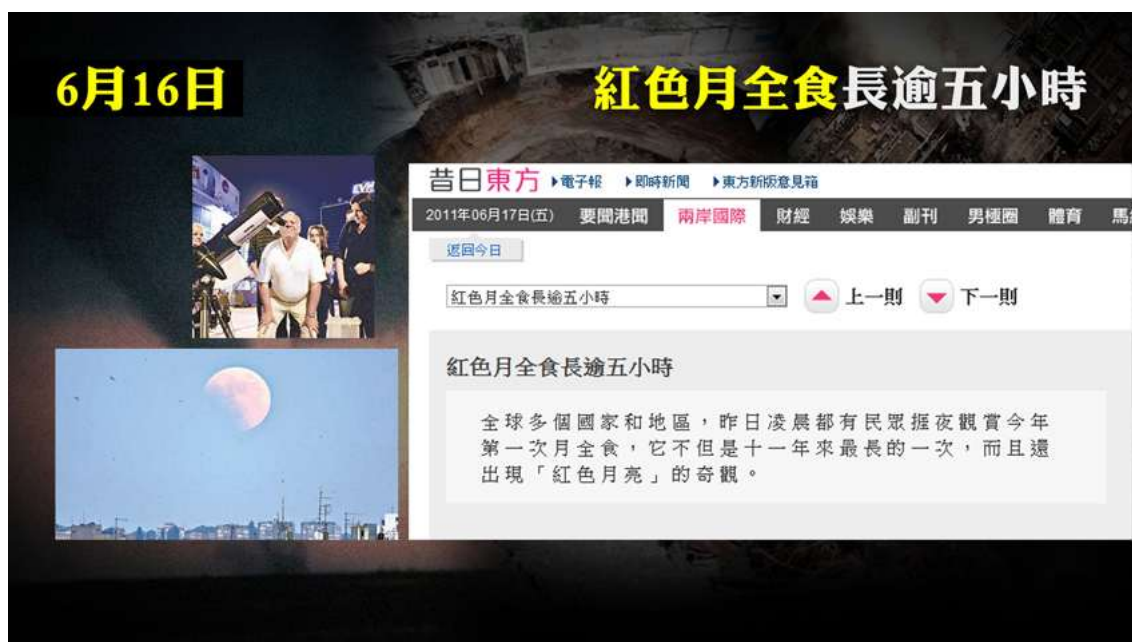 6月16日
紅色月全食長逾五小時
昔日東方 電子報 即時新聞 東方新版意見箱
2011年06月17日(五) 要聞港聞 兩岸國際 財經 娛樂 副刊 男極圈 體育 馬
返回今日
紅色月全食長逾五小時 上一則 下一則
紅色月全食長逾五小時
全球多個國家和地區，昨日凌晨都有民眾捱夜觀賞今年
第一次月全食，它不但是十一年來最長的一次，而且還
出現「紅色月亮」的奇觀。